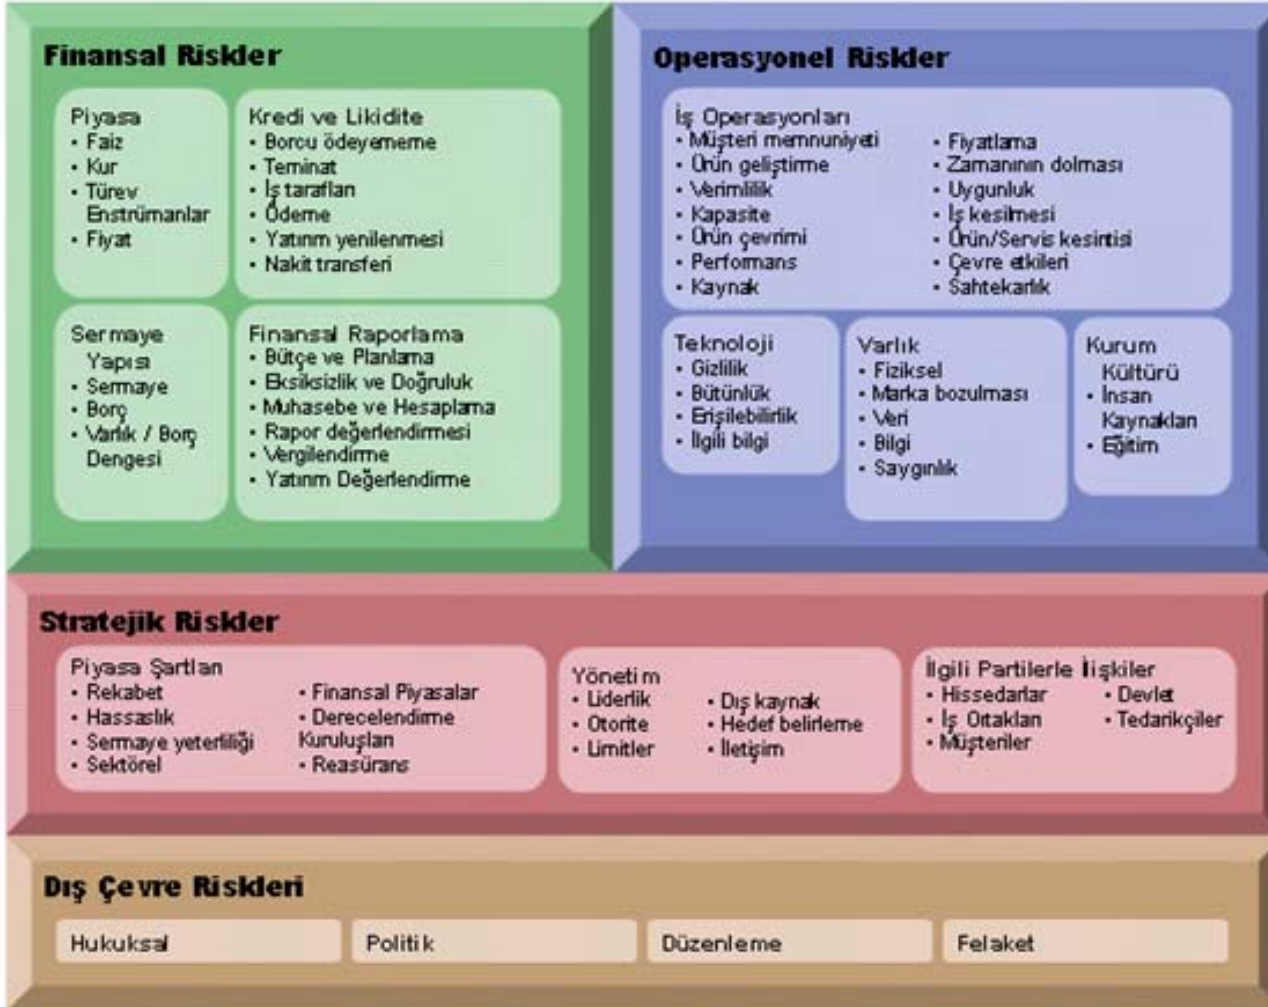 Finansal Riskler
Piyasa
• Faiz
• Kur
• Türev
Enstrümanlar
• Fiyat
Kredi ve Likidite
• Borcu ödeyememe
• Teminat
• İş tarafları
• Ödeme
• Yatırım yenilenmesi
• Nakit transferi
Sermaye
Yapısı
• Sermaye
• Borç
• Varlık / Borç
Dengesi
Finansal Raporlama
• Bütçe ve Planlama
• Eksiksizlik ve Doğruluk
• Muhasebe ve Hesaplama
• Rapor değerlendirmesi
• Vergilendirme
• Yatırım Değerlendirme
Operasyonel Riskler
İş Operasyonları
• Müşteri memnuniyeti
• Ürün geliştirme
• Verimlilik
• Kapasite
• Ürün çevrimi
• Performans
• Kaynak
• Fiyatlama
• Zamanının dolması
• Uygunluk
• İş kesilmesi
• Ürün/Servis kesintisi
• Çevre etkileri
• Sahtekarlık
Teknoloji
• Gizlilik
• Bütünlük
• Erişilebilirlik
• İlgili bilgi
Varlık
• Fiziksel
• Marka bozulması
• Veri
• Bilgi
• Saygınlık
Kurum
Kültürü
• İnsan
Kaynakları
• Eğitim
Stratejik Riskler
Piyasa Şartları
• Rekabet
• Hassaslık
• Sermaye yeterliliği
• Sektörel
• Finansal Piyasalar
• Derecelendirme
Kuruluşları
• Reasürans
Yönetim
• Liderlik
• Otorite
• Limitler
• Dış kaynak
• Hedef belirleme
• İletişim
İlgili Partilerle İlişkiler
• Hissedarlar
• İş Ortakları
• Müşteriler
• Devlet
• Tedarikçiler
Dış Çevre Riskleri
Hukuksal
Politik
Düzenleme
Felaket